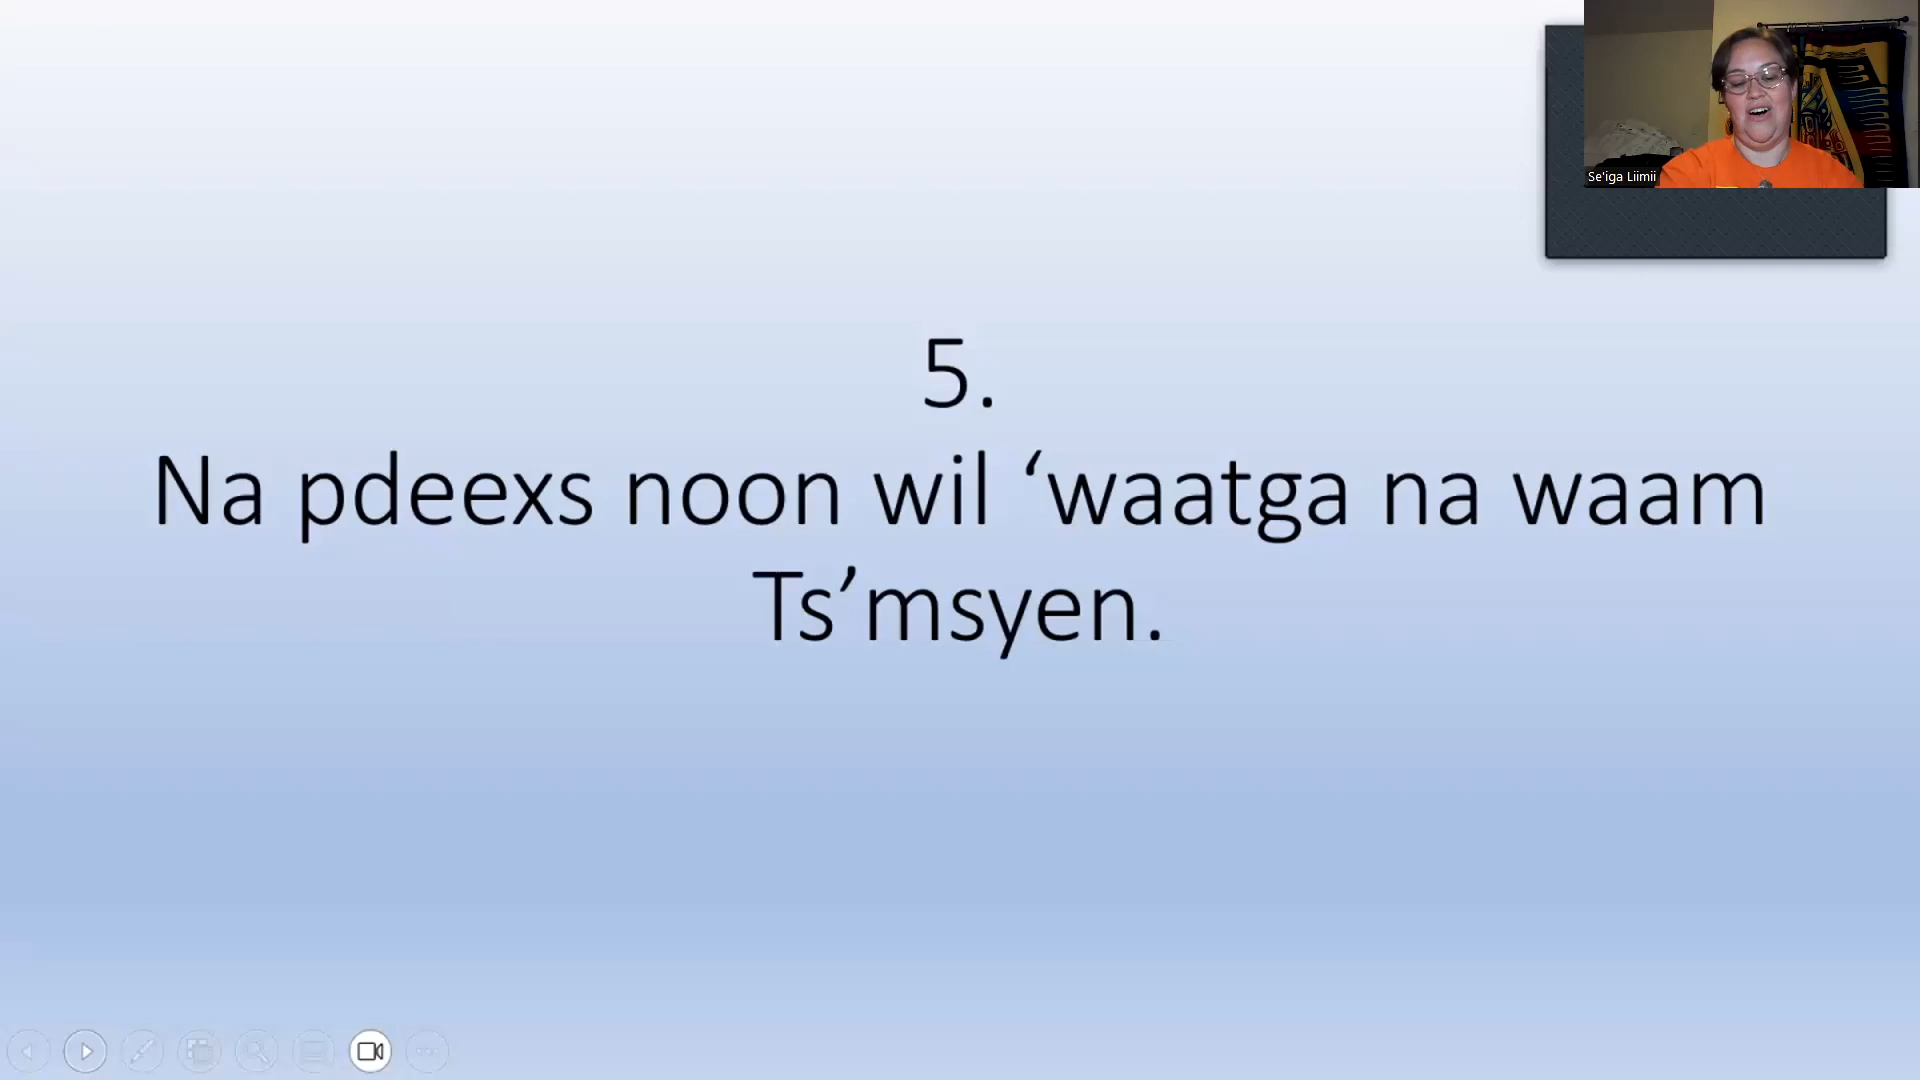 Se'iga Liimii
5.
Na pdeexs noon wil ‘waatga na waam
Ts’msyen.